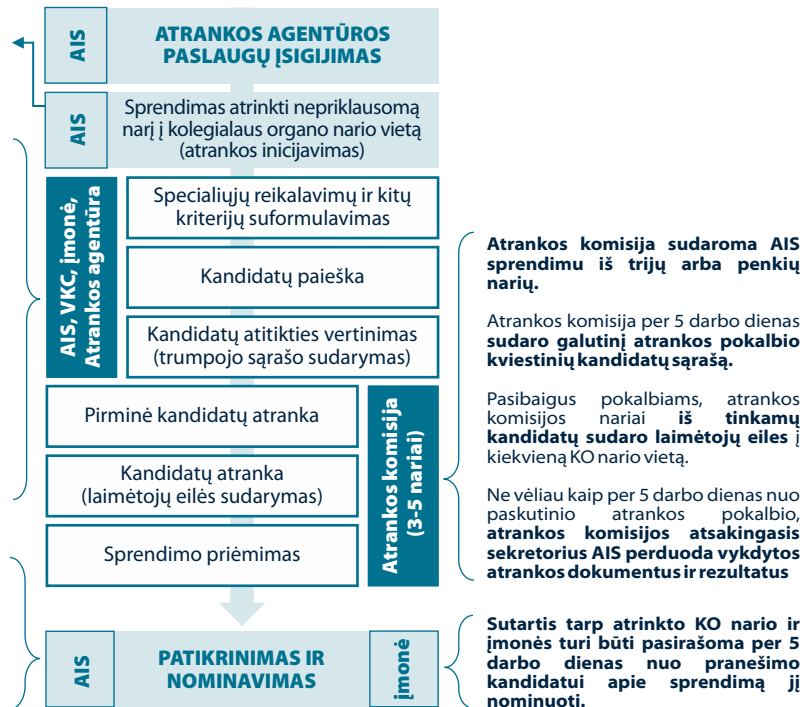 AIS
ATRANKOS AGENTŪROS
PASLAUGŲ ĮSIGIJIMAS
AIS
Sprendimas atrinkti nepriklausomą
narį į kolegialaus organo nario vietą
(atrankos inicijavimas)
AIS, VKC, įmonė,
Atrankos agentūra
Specialiųjų reikalavimų ir kitų
kriterijų suformulavimas
Kandidatų paieška
Kandidatų atitikties vertinimas
(trumpojo sąrašo sudarymas)
Pirminė kandidatų atranka
Kandidatų atranka
(laimėtojų eilės sudarymas)
Sprendimo priėmimas
Atrankos komisija
(3-5 nariai)
AIS
PATIKRINIMAS IR
NOMINAVIMAS
įmonė
Atrankos komisija sudaroma AIS
sprendimu iš trijų arba penkių
narių.
Atrankos komisija per 5 darbo dienas
sudaro galutinį atrankos pokalbio
kviestinių kandidatų sąrašą.
Pasibaigus pokalbiams, atrankos
komisijos nariai iš tinkamų
kandidatų sudaro laimėtojų eiles į
kiekvieną KO nario vietą.
Ne vėliau kaip per 5 darbo dienas nuo
paskutinio atrankos pokalbio,
atrankos komisijos atsakingasis
sekretorius AIS perduoda vykdytos
atrankos dokumentus ir rezultatus
Sutartis tarp atrinkto KO nario ir
įmonės turi būti pasirašoma per 5
darbo dienas nuo pranešimo
kandidatui apie sprendimą jį
nominuoti.